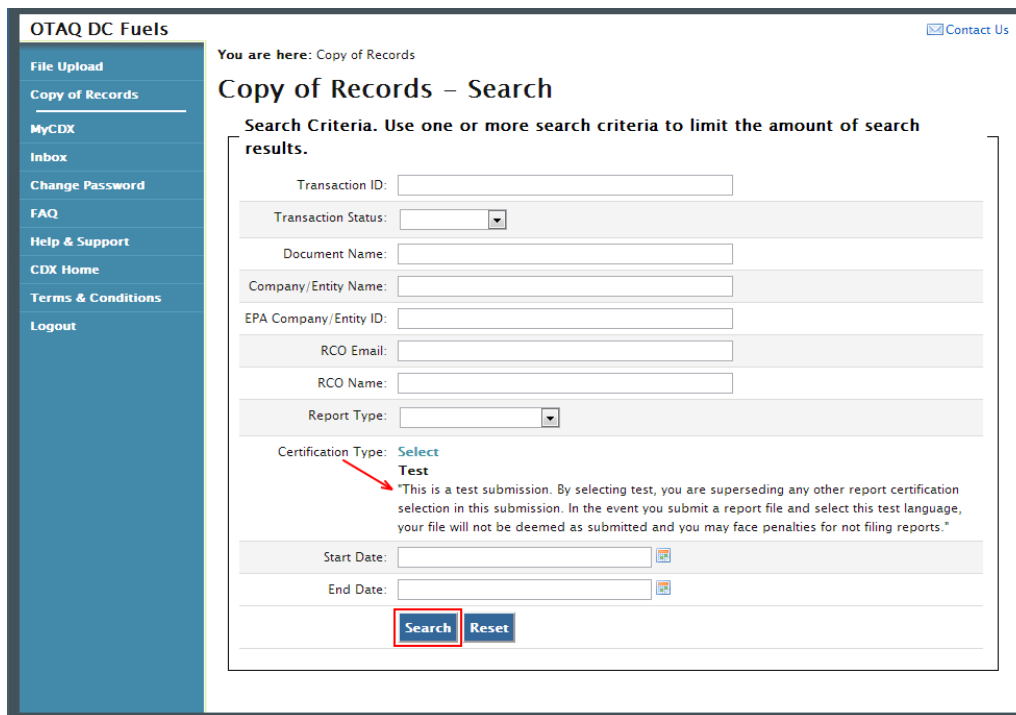 OTAQ DC Fuels
Contact Us
File Upload
Copy of Records
MyCDX
Inbox
Change Password
FAQ
Help & Support
CDX Home
Terms & Conditions
Logout
You are here: Copy of Records
Copy of Records – Search
Search Criteria. Use one or more search criteria to limit the amount of search
results.
Transaction ID:
Transaction Status:
Document Name:
Company/Entity Name:
EPA Company/Entity ID:
RCO Email:
RCO Name:
Report Type:
Certification Type: Select
Test
"This is a test submission. By selecting test, you are superseding any other report certification
selection in this submission. In the event you submit a report file and select this test language,
your file will not be deemed as submitted and you may face penalties for not filing reports."
Start Date:
End Date:
Search Reset